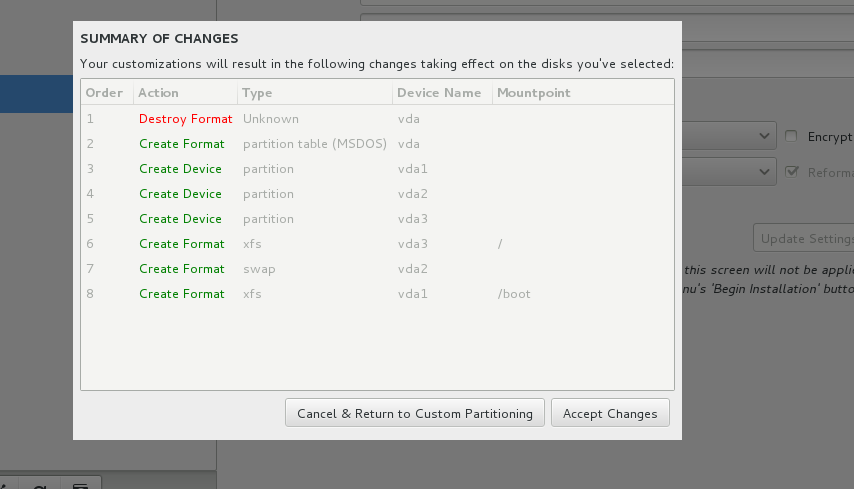 SUMMARY OF CHANGES
Your customizations will result in the following changes taking effect on the disks you've selected:
Order Action Type Device Name Mountpoint
1 Destroy Format Unknown vda
2 Create Format partition table (MSDOS) vda
3 Create Device partition vda1
4 Create Device partition vda2
5 Create Device partition vda3
6 Create Format xfs vda3 /
7 Create Format swap vda2
8 Create Format xfs vda1 /boot
Encrypt
Reforma
Update Settings
this screen will not be applie
nu's 'Begin Installation' butto
Cancel & Return to Custom Partitioning Accept Changes